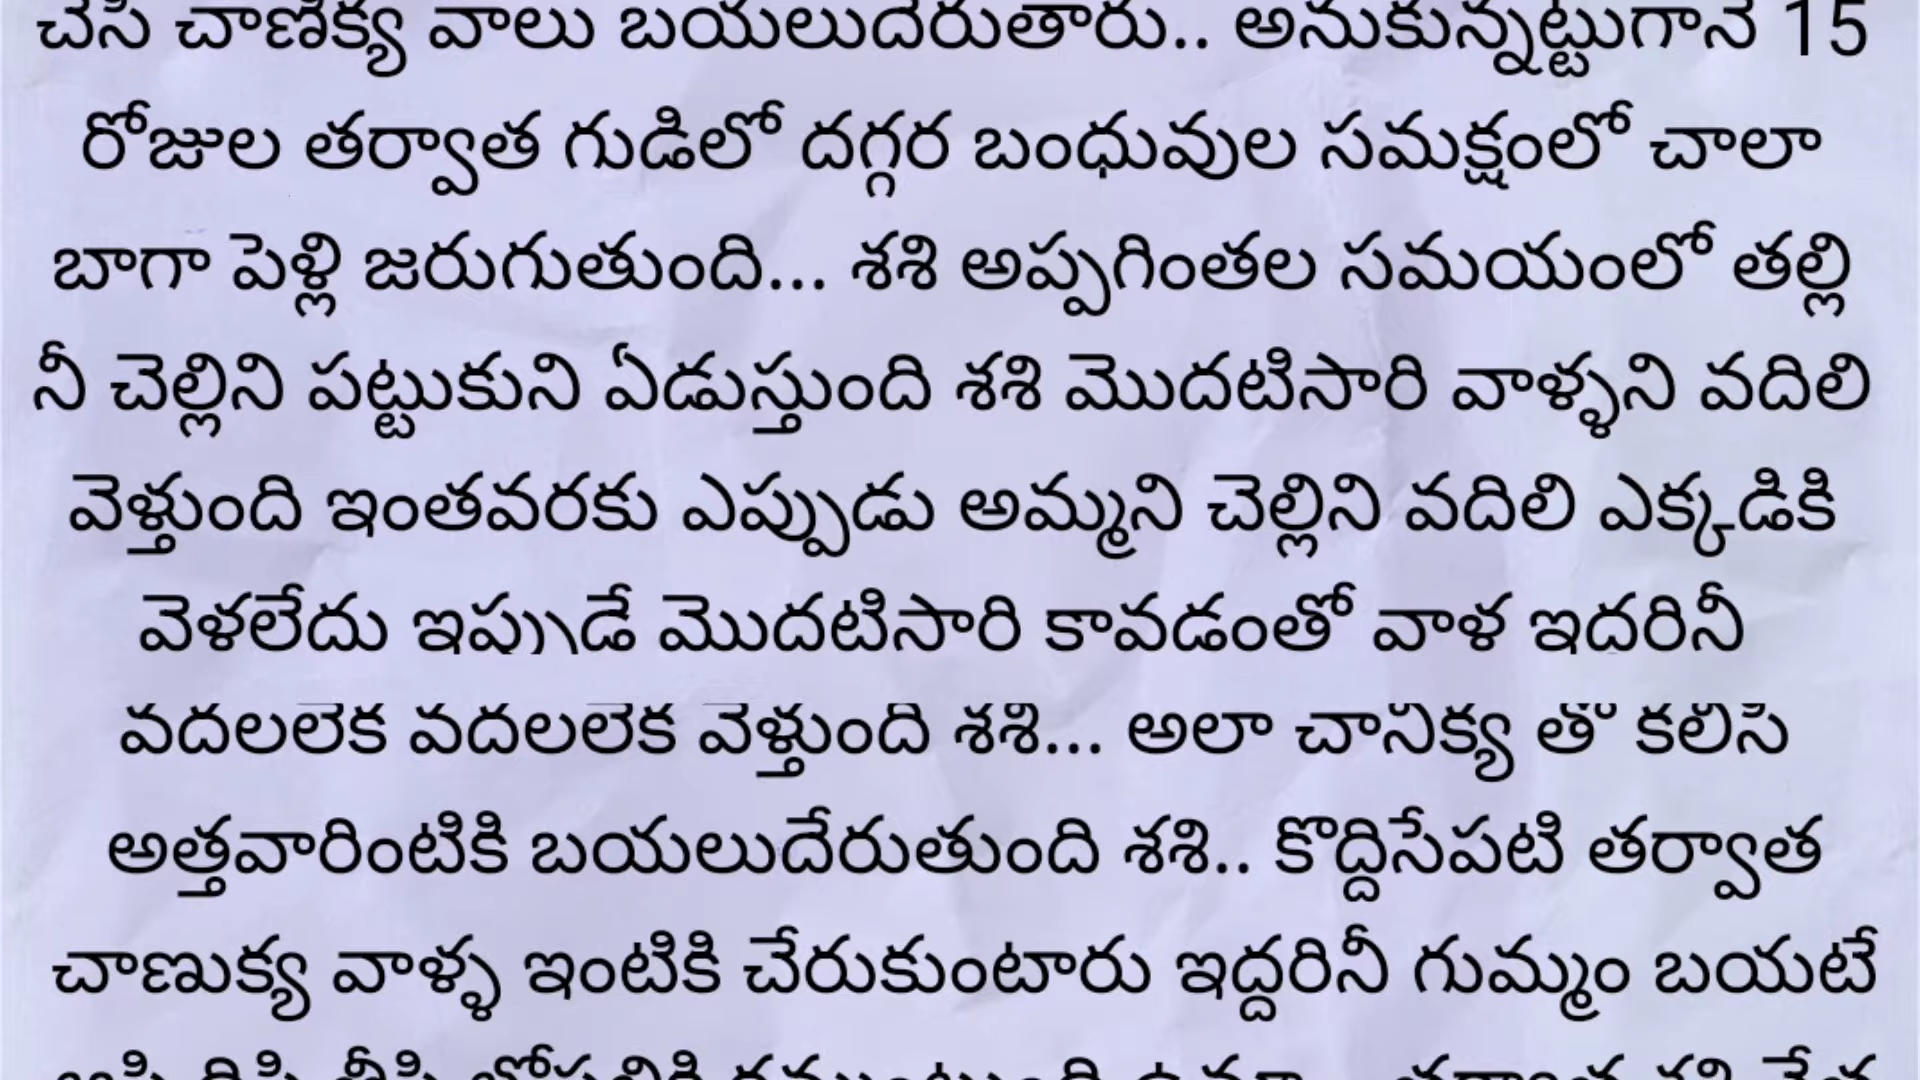 చేసి చాణిక్య వాలు బయలుదేరుతారు.. అనుకున్నట్టుగానే 15
రోజుల తర్వాత గుడిలో దగ్గర బంధువుల సమక్షంలో చాలా
బాగా పెళ్లి జరుగుతుంది... శశి అప్పగింతల సమయంలో తల్లి
నీ చెల్లిని పట్టుకుని ఏడుస్తుంది శశి మొదటిసారి వాళ్ళని వదిలి
వెళ్తుంది ఇంతవరకు ఎప్పుడు అమ్మని చెల్లిని వదిలి ఎక్కడికి
వెళలేదు ఇప్పుడే మొదటిసారి కావడంతో వాళ ఇదరినీ
వదలలేక వదలలేక వెళ్తుంది శశి... అలా చానిక్య తో కలిసి
అత్తవారింటికి బయలుదేరుతుంది శశి.. కొద్దిసేపటి తర్వాత
చాణుక్య వాళ్ళ ఇంటికి చేరుకుంటారు ఇద్దరినీ గుమ్మం బయటే